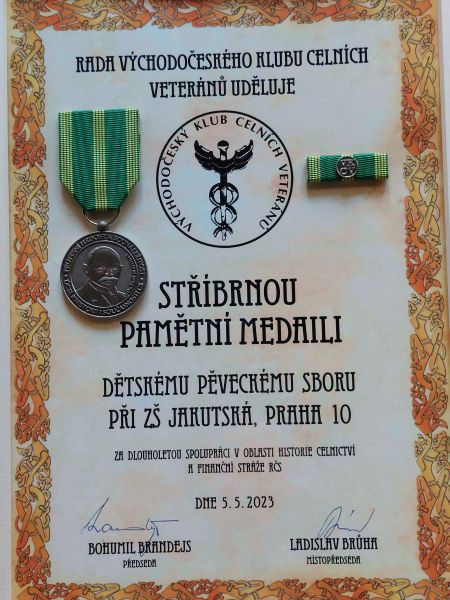 RADA VÝCHODOČESKÉHO KLUBU CELNÍCH
VETERÁNŮ UDĚLUJE
VÝCHODOČESKÝ KLUB CELNÍCH VETERÁNŮ
STŘÍBRNOU
PAMĚTNÍ MEDAILI
DĚTSKÉMU PĚVECKÉMU SBORU
PŘI ZŠ JAKUTSKÁ, PRAHA 10
ZA DLOUHOLETOU SPOLUPRÁCI V OBLASTI HISTORIE CELNICTVÍ
A FINANČNÍ STRÁŽE RČS
DNE 5. 5. 2023
BOHUMIL BRANDEJS
PŘEDSEDA
LADISLAV BRŮHA
MÍSTOPŘEDSEDA